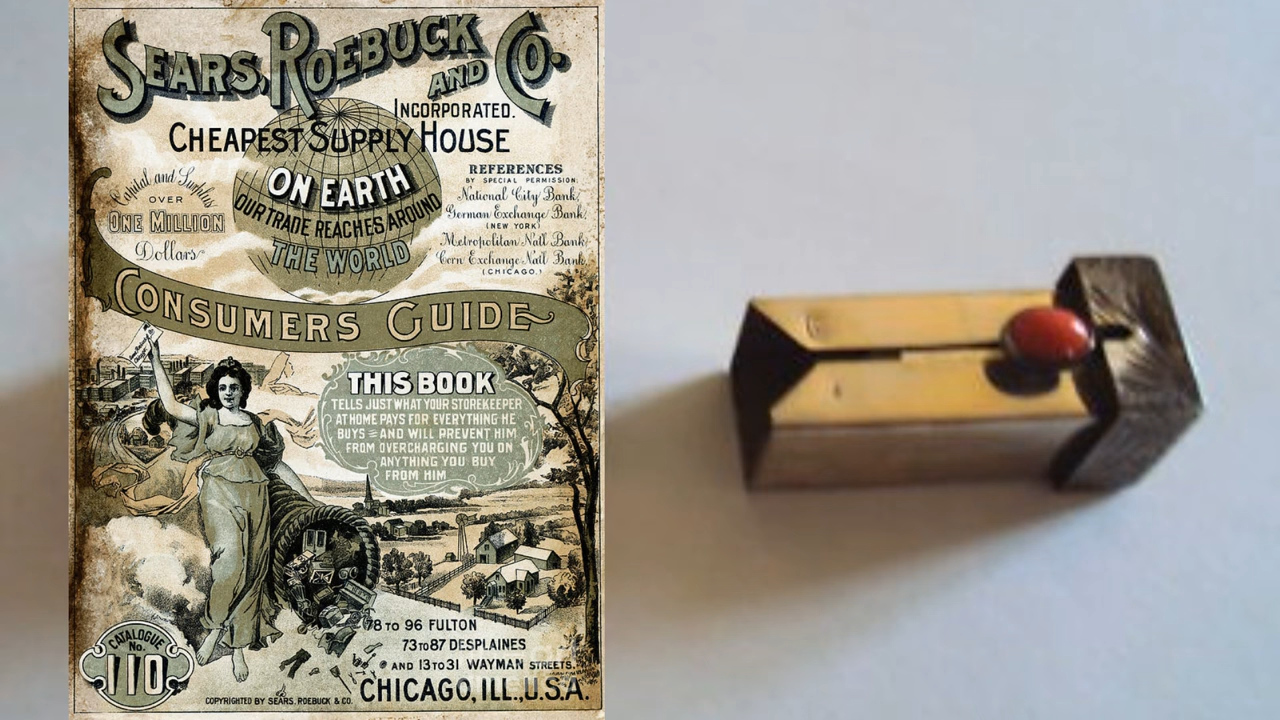 SEARS, ROEBUCK AND CO.
INCORPORATED.
CHEAPEST SUPPLY HOUSE
ON EARTH
OUR TRADE REACHES AROUND
THE WORLD
Capital and Surplus
OVER
ONE MILLION
Dollars
REFERENCES
BY SPECIAL PERMISSION:
National City Bank,
German Exchange Bank,
(NEW YORK)
Metropolitan Nat'l Bank
Corn Exchange Nat'l Bank,
(CHICAGO.)
CONSUMERS GUIDE
THIS BOOK
TELLS JUST WHAT YOUR STOREKEEPER
AT HOME PAYS FOR EVERYTHING HE
BUYS = AND WILL PREVENT HIM
FROM OVERCHARGING YOU ON
ANYTHING YOU BUY
FROM HIM
78 TO 96 FULTON
73 TO 87 DESPLAINES
AND 13 TO 31 WAYMAN STREETS.
CHICAGO, ILL., U.S.A.
CATALOGUE
No.
110
COPYRIGHTED BY SEARS, ROEBUCK & CO.